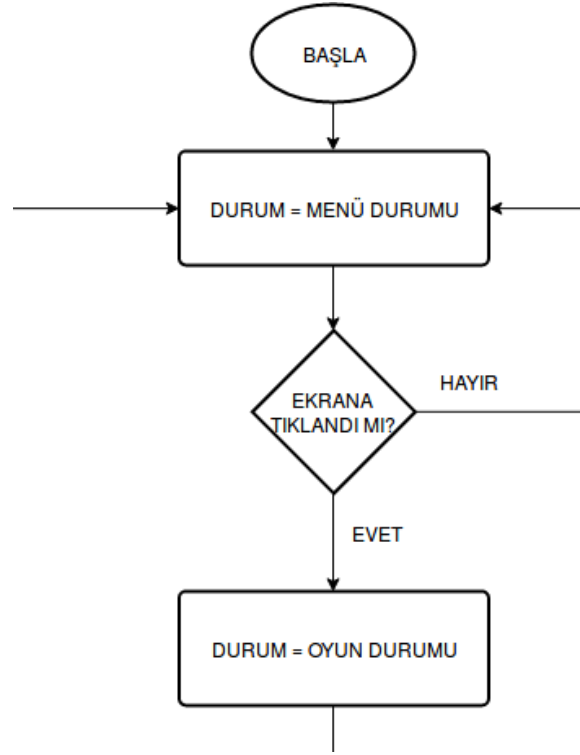 BAŞLA
DURUM = MENÜ DURUMU
EKRANA
TIKLANDI MI?
HAYIR
EVET
DURUM = OYUN DURUMU